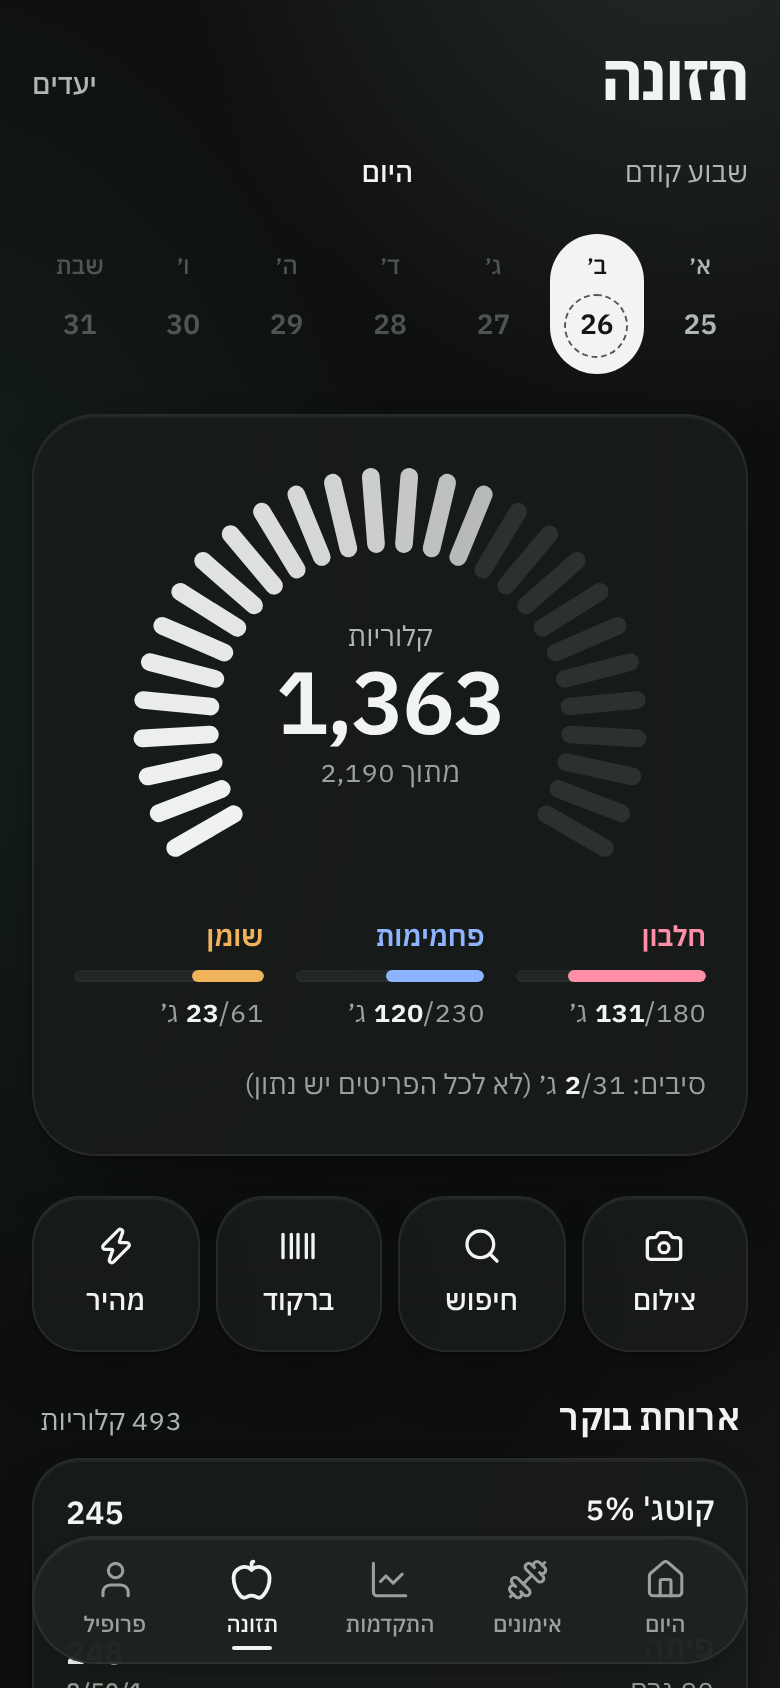 תזונה
יעדים
שבוע קודם
היום
א׳ ב׳ ג׳ ד׳ ה׳ ו׳ שבת
25 26 27 28 29 30 31
קלוריות
1,363
מתוך 2,190
חלבון פחמימות שומן
131/180 ג׳ 120/230 ג׳ 23/61 ג׳
סיבים: 2/31 ג׳ (לא לכל הפריטים יש נתון)
צילום חיפוש ברקוד מהיר
ארוחת בוקר 493 קלוריות
קוטג' 5% 245
פיתה 248
היום אימונים התקדמות תזונה פרופיל